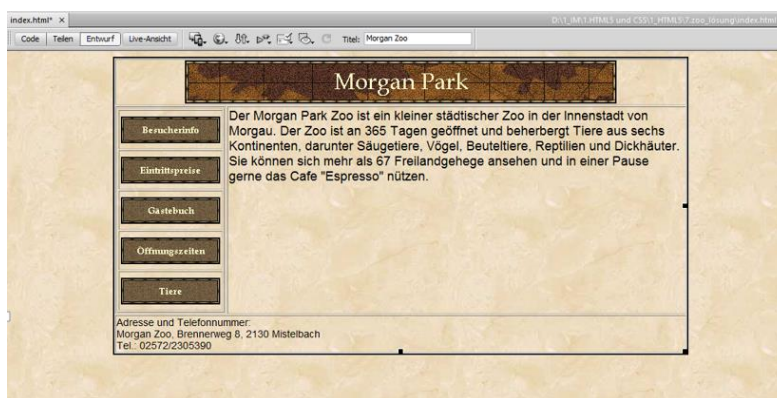 index.html* ×
D:\1_IM\1.HTML5 und CSS\1_HTML5\7.zoo_lösung\index.html
Code Teilen Entwurf Live-Ansicht Titel: Morgan Zoo
Morgan Park
Besucherinfo
Eintrittspreise
Gästebuch
Öffnungszeiten
Tiere
Der Morgan Park Zoo ist ein kleiner städtischer Zoo in der Innenstadt von
Morgau. Der Zoo ist an 365 Tagen geöffnet und beherbergt Tiere aus sechs
Kontinenten, darunter Säugetiere, Vögel, Beuteltiere, Reptilien und Dickhäuter.
Sie können sich mehr als 67 Freilandgehege ansehen und in einer Pause
gerne das Cafe "Espresso" nützen.
Adresse und Telefonnummer:
Morgan Zoo, Brennerweg 8, 2130 Mistelbach
Tel.: 02572/2305390